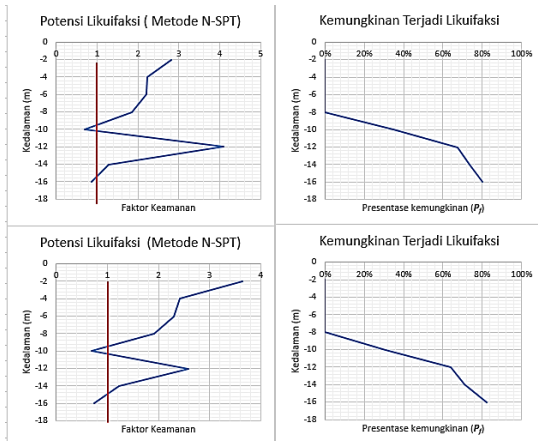 Potensi Likuifaksi ( Metode N-SPT)
0
0 1 2 3 4 5
-2
-4
-6
-8
-10
-12
-14
-16
-18
Kedalaman (m)
Faktor Keamanan
Kemungkinan Terjadi Likuifaksi
0
0% 20% 40% 60% 80% 100%
-2
-4
-6
-8
-10
-12
-14
-16
-18
Kedalaman (m)
Presentase kemungkinan (Pf)
Potensi Likuifaksi (Metode N-SPT)
0
0 1 2 3 4
-2
-4
-6
-8
-10
-12
-14
-16
-18
Kedalaman (m)
Faktor Keamanan
Kemungkinan Terjadi Likuifaksi
0
0% 20% 40% 60% 80% 100%
-2
-4
-6
-8
-10
-12
-14
-16
-18
Kedalaman (m)
Presentase kemungkinan (Pf)